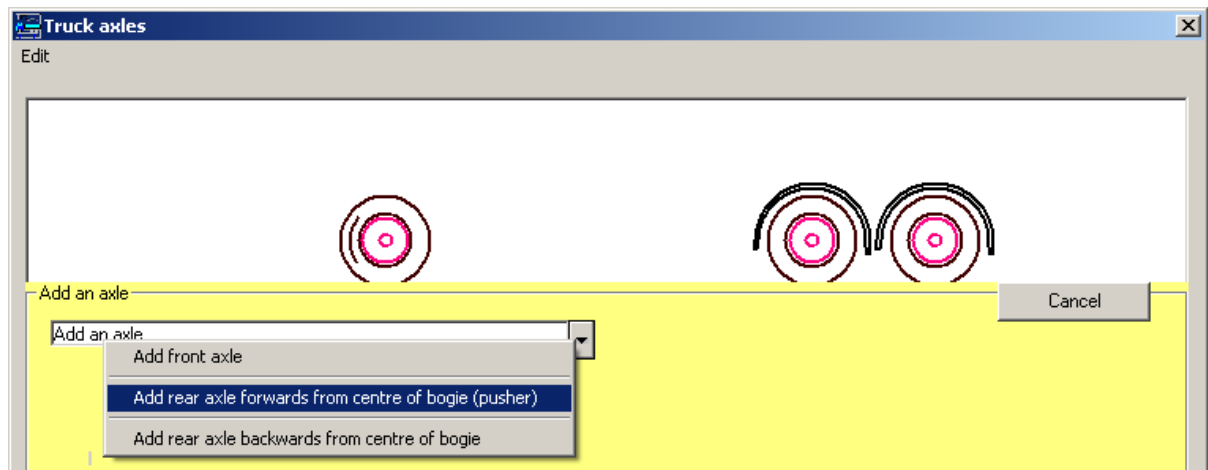 Truck axles
Edit
Add an axle
Cancel
Add an axle
Add front axle
Add rear axle forwards from centre of bogie (pusher)
Add rear axle backwards from centre of bogie